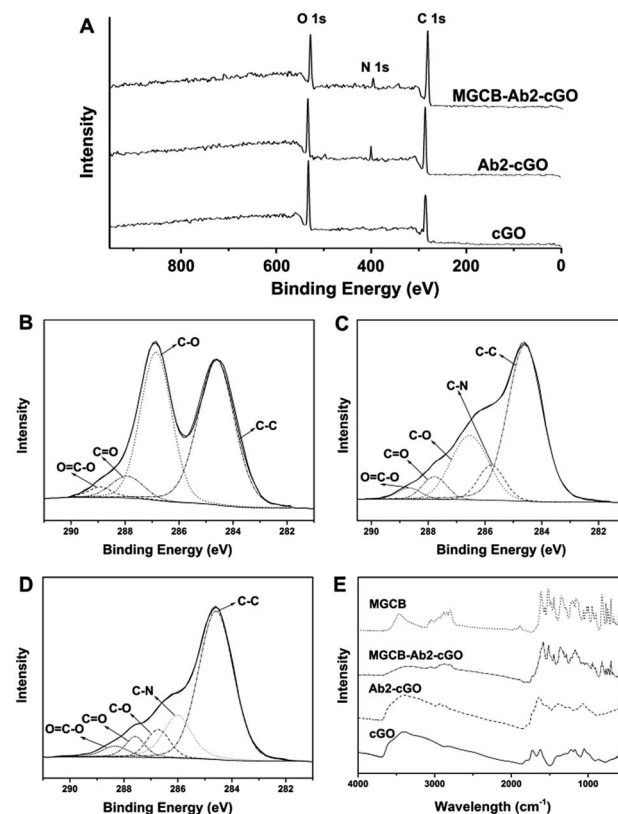 A
O 1s
C 1s
N 1s
MGCB-Ab2-cGO
Ab2-cGO
cGO
Intensity
800 600 400 200 0
Binding Energy (eV)
B
C-O
C=O
O=C-O
C-C
Intensity
290 288 286 284 282
Binding Energy (eV)
C
C-C
C-N
C-O
C=O
O=C-O
Intensity
290 288 286 284 282
Binding Energy (eV)
D
C-C
C-N
C-O
C=O
O=C-O
Intensity
290 288 286 284 282
Binding Energy (eV)
E
MGCB
MGCB-Ab2-cGO
Ab2-cGO
cGO
Intensity
4000 3000 2000 1000
Wavelength (cm⁻¹)